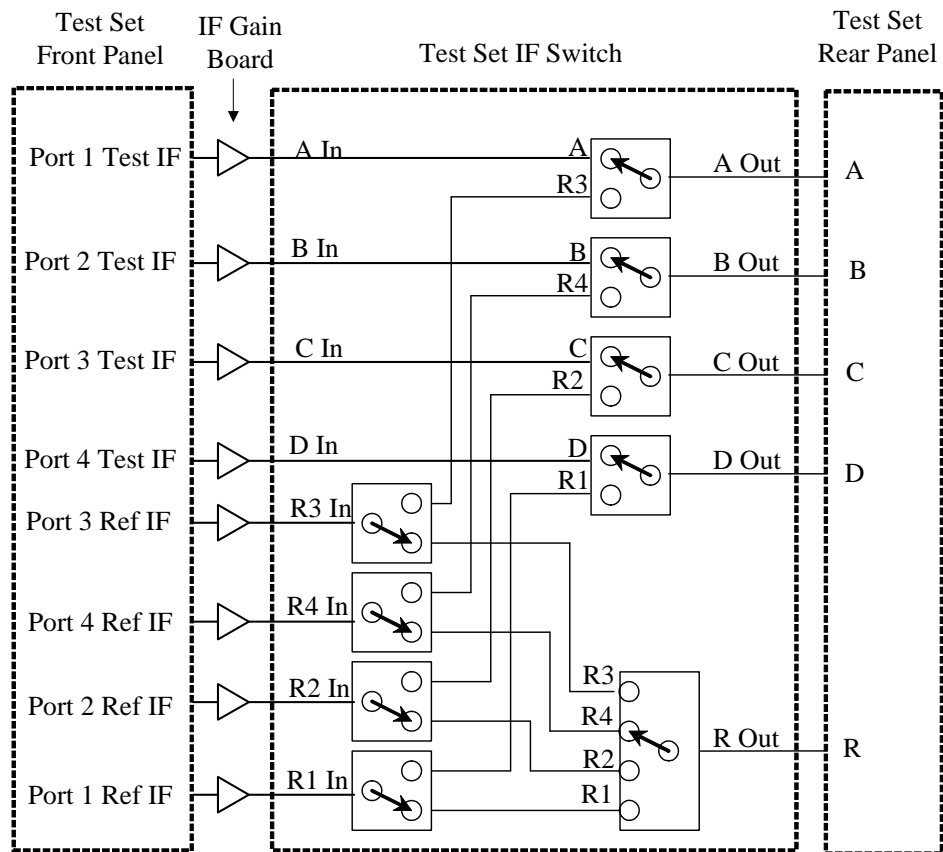 Test Set
Front Panel
IF Gain
Board
Test Set IF Switch
Test Set
Rear Panel
Port 1 Test IF
A In
A
R3
A Out
A
Port 2 Test IF
B In
B
R4
B Out
B
Port 3 Test IF
C In
C
R2
C Out
C
Port 4 Test IF
D In
D
R1
D Out
D
Port 3 Ref IF
R3 In
Port 4 Ref IF
R4 In
Port 2 Ref IF
R2 In
Port 1 Ref IF
R1 In
R3
R4
R2
R1
R Out
R